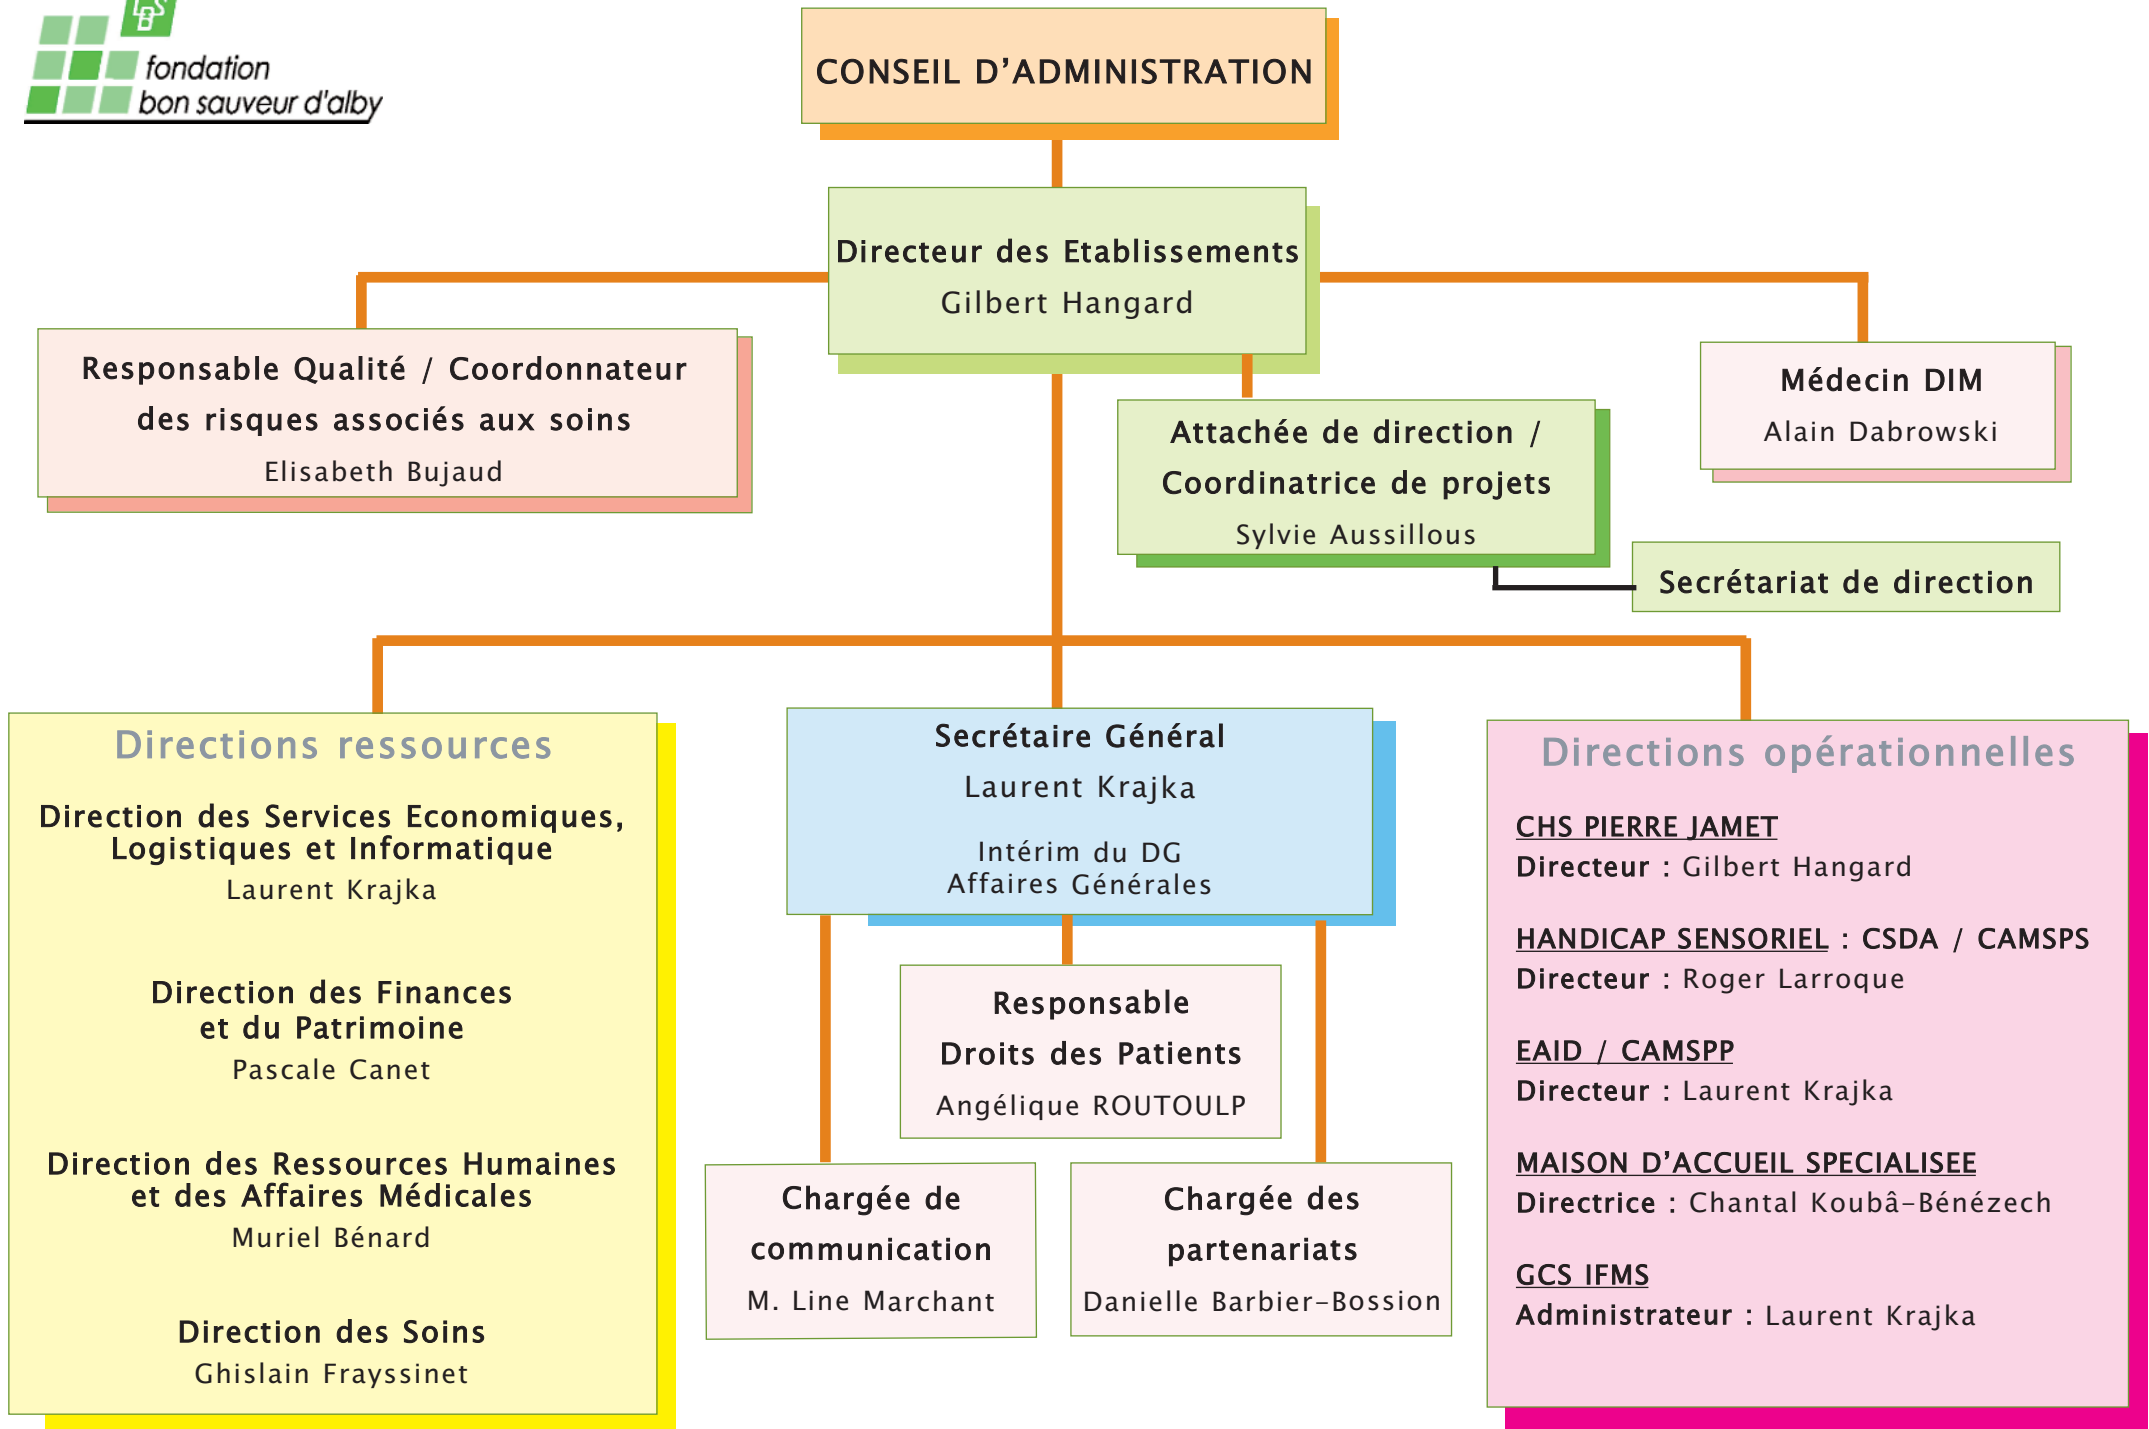 LBS
fondation
bon sauveur d'alby
CONSEIL D’ADMINISTRATION
Directeur des Etablissements
Gilbert Hangard
Responsable Qualité / Coordonnateur
des risques associés aux soins
Elisabeth Bujaud
Attachée de direction /
Coordinatrice de projets
Sylvie Aussillous
Médecin DIM
Alain Dabrowski
Secrétariat de direction
Directions ressources
Direction des Services Economiques,
Logistiques et Informatique
Laurent Krajka
Direction des Finances
et du Patrimoine
Pascale Canet
Direction des Ressources Humaines
et des Affaires Médicales
Muriel Bénard
Direction des Soins
Ghislain Frayssinet
Secrétaire Général
Laurent Krajka
Intérim du DG
Affaires Générales
Responsable
Droits des Patients
Angélique ROUTOULP
Chargée de
communication
M. Line Marchant
Chargée des
partenariats
Danielle Barbier-Bossion
Directions opérationnelles
CHS PIERRE JAMET
Directeur : Gilbert Hangard
HANDICAP SENSORIEL : CSDA / CAMSPS
Directeur : Roger Larroque
EAID / CAMSPP
Directeur : Laurent Krajka
MAISON D’ACCUEIL SPECIALISEE
Directrice : Chantal Koubâ-Bénézech
GCS IFMS
Administrateur : Laurent Krajka